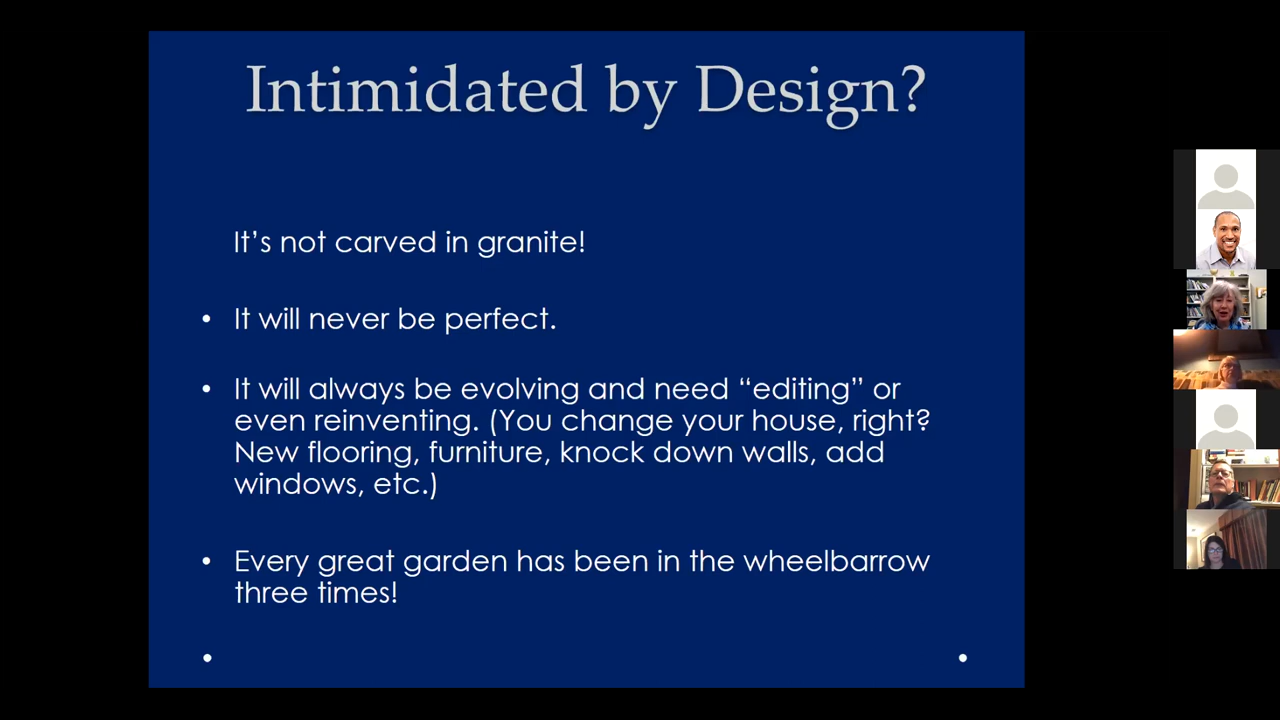 Intimidated by Design?
It’s not carved in granite!
• It will never be perfect.
• It will always be evolving and need “editing” or
even reinventing. (You change your house, right?
New flooring, furniture, knock down walls, add
windows, etc.)
• Every great garden has been in the wheelbarrow
three times!